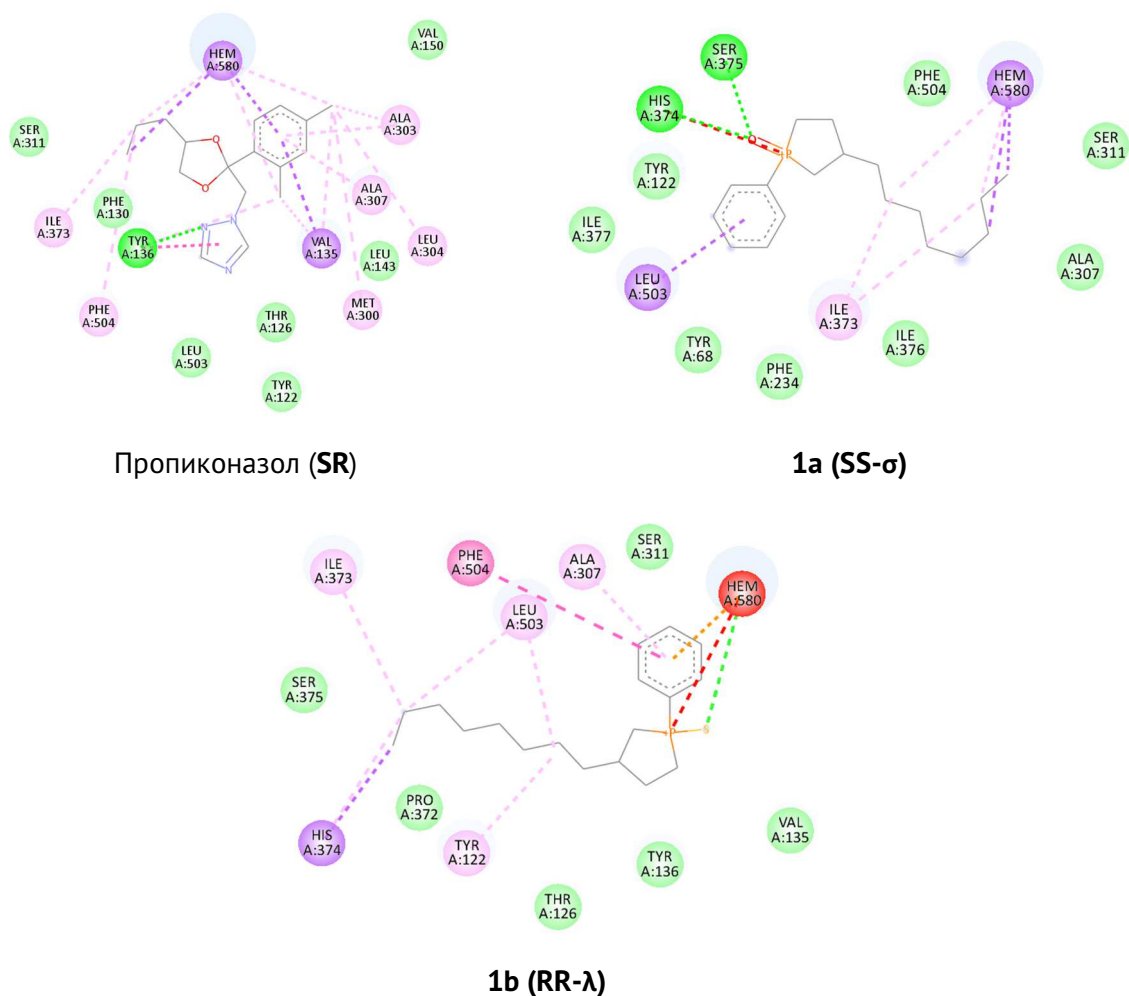 VAL
A:150
HEM
A:580
ALA
A:303
SER
A:311
O
O
ALA
A:307
PHE
A:130
ILE
A:373
N
N
TYR
A:136
VAL
A:135
LEU
A:143
LEU
A:304
N
PHE
A:504
MET
A:300
THR
A:126
LEU
A:503
TYR
A:122
Пропиконазол (SR)
SER
A:375
PHE
A:504
HEM
A:580
HIS
A:374
O
P
SER
A:311
TYR
A:122
ILE
A:377
ALA
A:307
LEU
A:503
ILE
A:373
TYR
A:68
ILE
A:376
PHE
A:234
1a (SS-σ)
SER
A:311
PHE
A:504
ALA
A:307
ILE
A:373
HEM
A:580
LEU
A:503
SER
A:375
P
S
PRO
A:372
VAL
A:135
HIS
A:374
TYR
A:122
TYR
A:136
THR
A:126
1b (RR-λ)